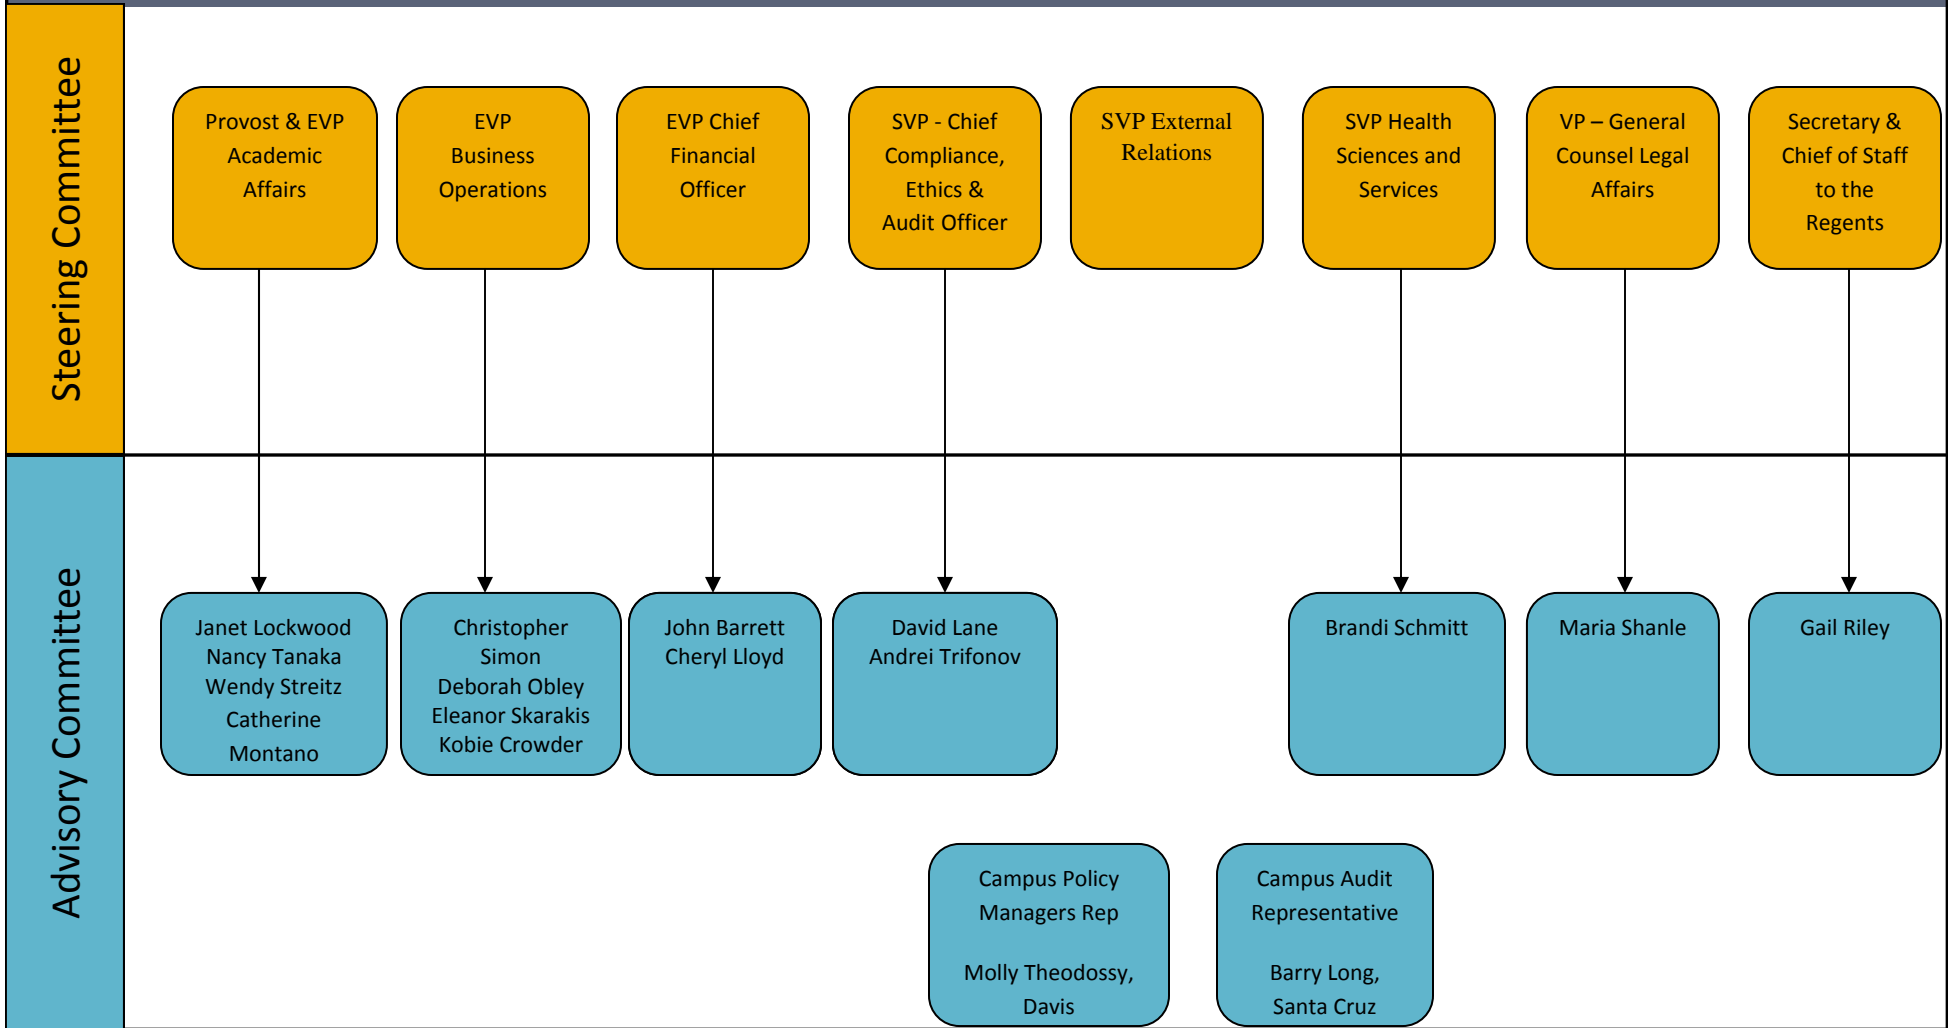 Steering Committee
Provost & EVP
Academic
Affairs
EVP
Business
Operations
EVP Chief
Financial
Officer
SVP - Chief
Compliance,
Ethics &
Audit Officer
SVP External
Relations
SVP Health
Sciences and
Services
VP – General
Counsel Legal
Affairs
Secretary &
Chief of Staff
to the
Regents
Advisory Committee
Janet Lockwood
Nancy Tanaka
Wendy Streitz
Catherine
Montano
Christopher
Simon
Deborah Obley
Eleanor Skarakis
Kobie Crowder
John Barrett
Cheryl Lloyd
David Lane
Andrei Trifonov
Brandi Schmitt
Maria Shanle
Gail Riley
Campus Policy
Managers Rep
Molly Theodossy,
Davis
Campus Audit
Representative
Barry Long,
Santa Cruz